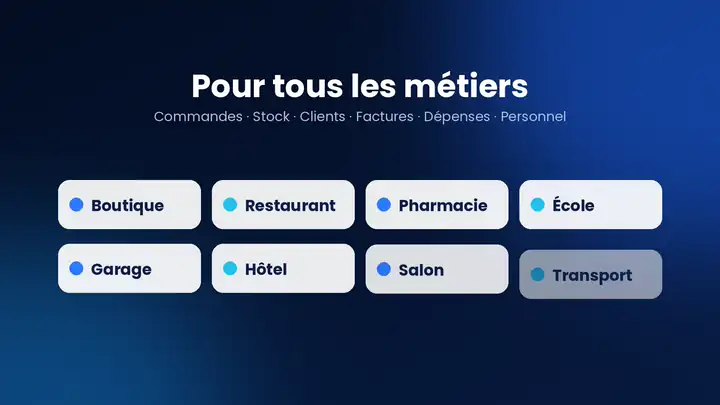 Pour tous les métiers
Commandes · Stock · Clients · Factures · Dépenses · Personnel
Boutique
Restaurant
Pharmacie
École
Garage
Hôtel
Salon
Transport